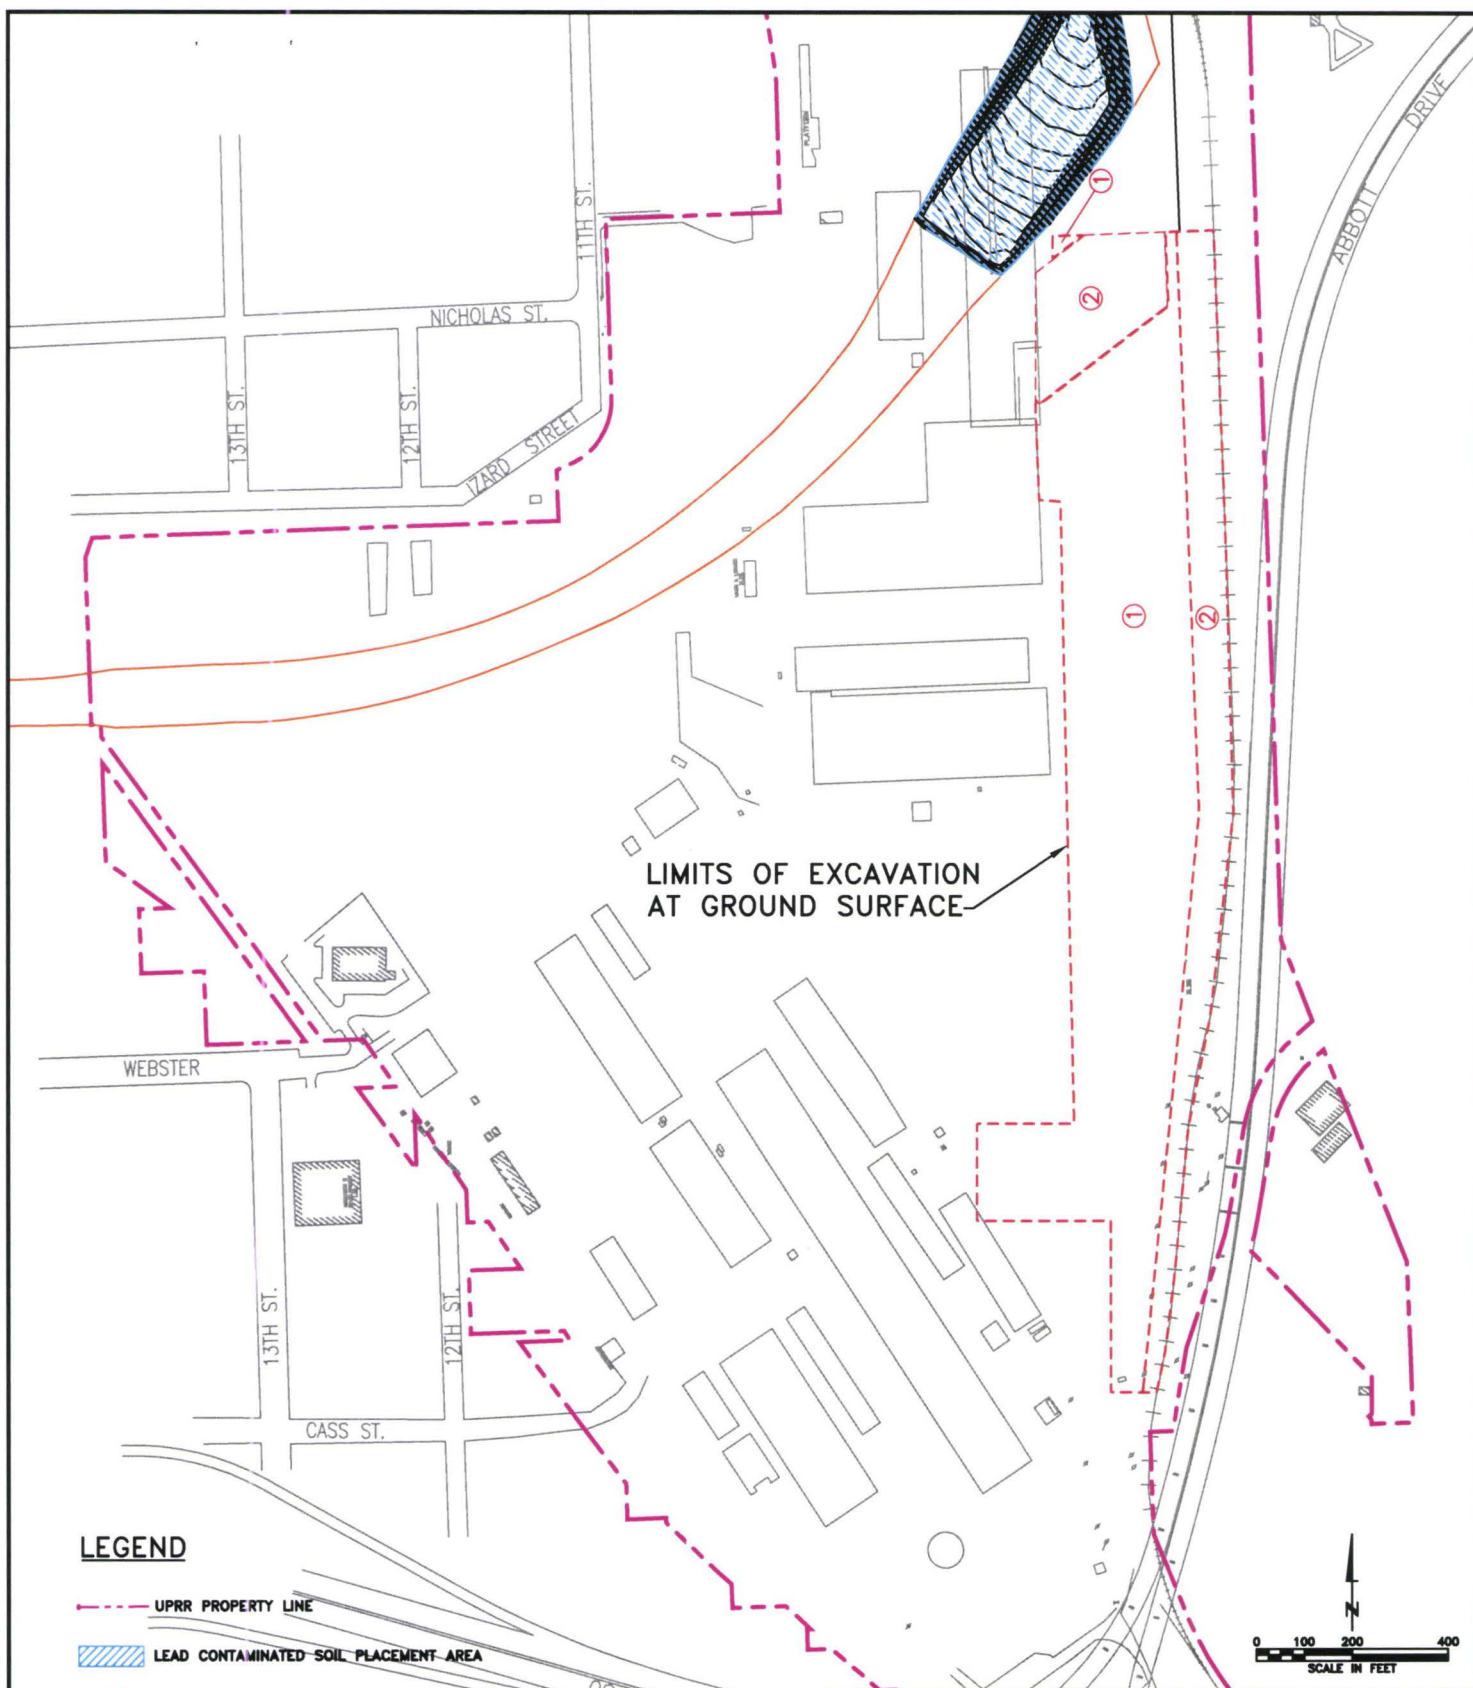 PLATFORM
ABBOTT DRIVE
11TH ST.
①
NICHOLAS ST.
②
13TH ST.
12TH ST.
IZARD STREET
①
②
LIMITS OF EXCAVATION
AT GROUND SURFACE
WEBSTER
13TH ST.
12TH ST.
CASS ST.
LEGEND
UPRR PROPERTY LINE
LEAD CONTAMINATED SOIL PLACEMENT AREA
N
0 100 200 400
SCALE IN FEET